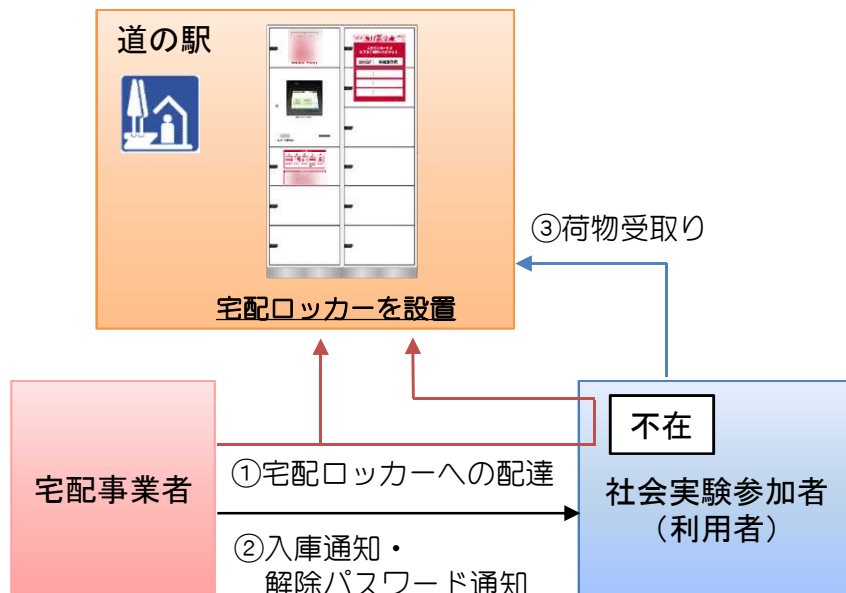 道の駅
③荷物受取り
宅配ロッカーを設置
不在
宅配事業者
①宅配ロッカーへの配達
社会実験参加者
（利用者）
②入庫通知・
解除パスワード通知